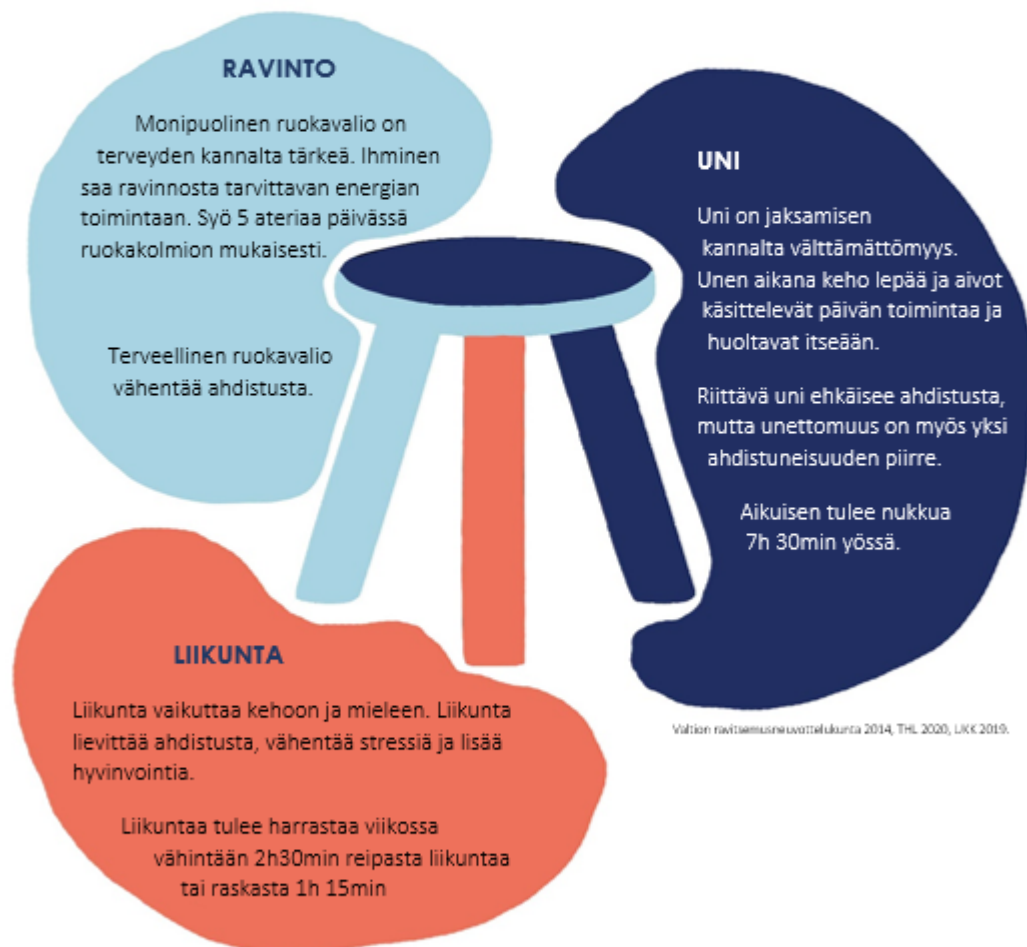 RAVINTO
Monipuolinen ruokavalio on
terveyden kannalta tärkeä. Ihminen
saa ravinnosta tarvittavan energian
toimintaan. Syö 5 ateriaa päivässä
ruokakolmion mukaisesti.
Terveellinen ruokavalio
vähentää ahdistusta.
UNI
Uni on jaksamisen
kannalta välttämättömyys.
Unen aikana keho lepää ja aivot
käsittelevät päivän toimintaa ja
huoltavat itseään.
Riittävä uni ehkäisee ahdistusta,
mutta unettomuus on myös yksi
ahdistuneisuuden piirre.
Aikuisen tulee nukkua
7h 30min yössä.
LIIKUNTA
Liikunta vaikuttaa kehoon ja mieleen. Liikunta
lievittää ahdistusta, vähentää stressiä ja lisää
hyvinvointia.
Liikuntaa tulee harrastaa viikossa
vähintään 2h30min reipasta liikuntaa
tai raskasta 1h 15min
Valtion ravitsemusneuvottelukunta 2014, THL 2020, UKK 2019.